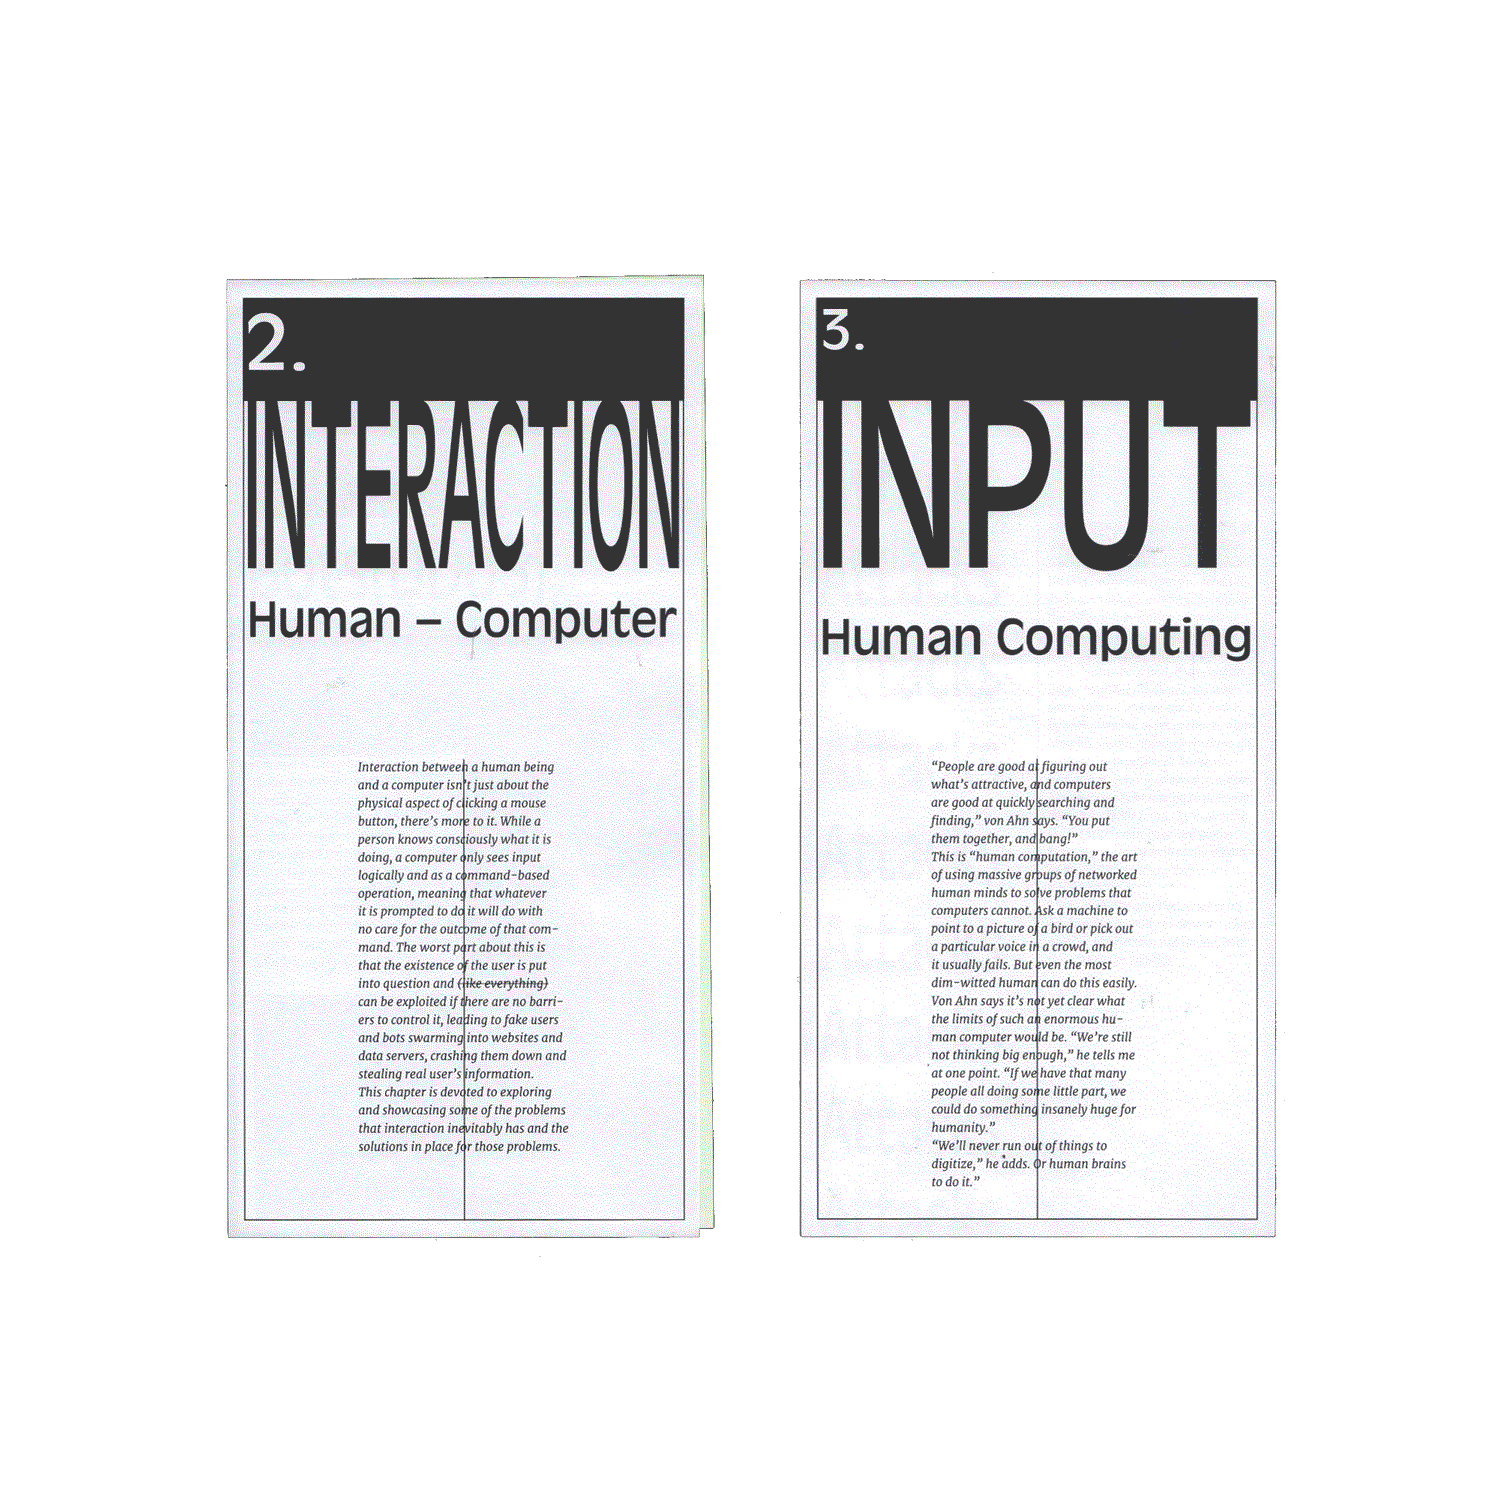 2.
INTERACTION
Human – Computer
Interaction between a human being
and a computer isn't just about the
physical aspect of clicking a mouse
button, there's more to it. While a
person knows consciously what it is
doing, a computer only sees input
logically and as a command-based
operation, meaning that whatever
it is prompted to do it will do with
no care for the outcome of that com-
mand. The worst part about this is
that the existence of the user is put
into question and (like everything)
can be exploited if there are no barri-
ers to control it, leading to fake users
and bots swarming into websites and
data servers, crashing them down and
stealing real user's information.
This chapter is devoted to exploring
and showcasing some of the problems
that interaction inevitably has and the
solutions in place for those problems.
3.
INPUT
Human Computing
“People are good at figuring out
what's attractive, and computers
are good at quickly searching and
finding,” von Ahn says. “You put
them together, and bang!”
This is “human computation,” the art
of using massive groups of networked
human minds to solve problems that
computers cannot. Ask a machine to
point to a picture of a bird or pick out
a particular voice in a crowd, and
it usually fails. But even the most
dim-witted human can do this easily.
Von Ahn says it's not yet clear what
the limits of such an enormous hu-
man computer would be. “We're still
not thinking big enough,” he tells me
at one point. “If we have that many
people all doing some little part, we
could do something insanely huge for
humanity.”
“We'll never run out of things to
digitize,” he adds. Or human brains
to do it.”